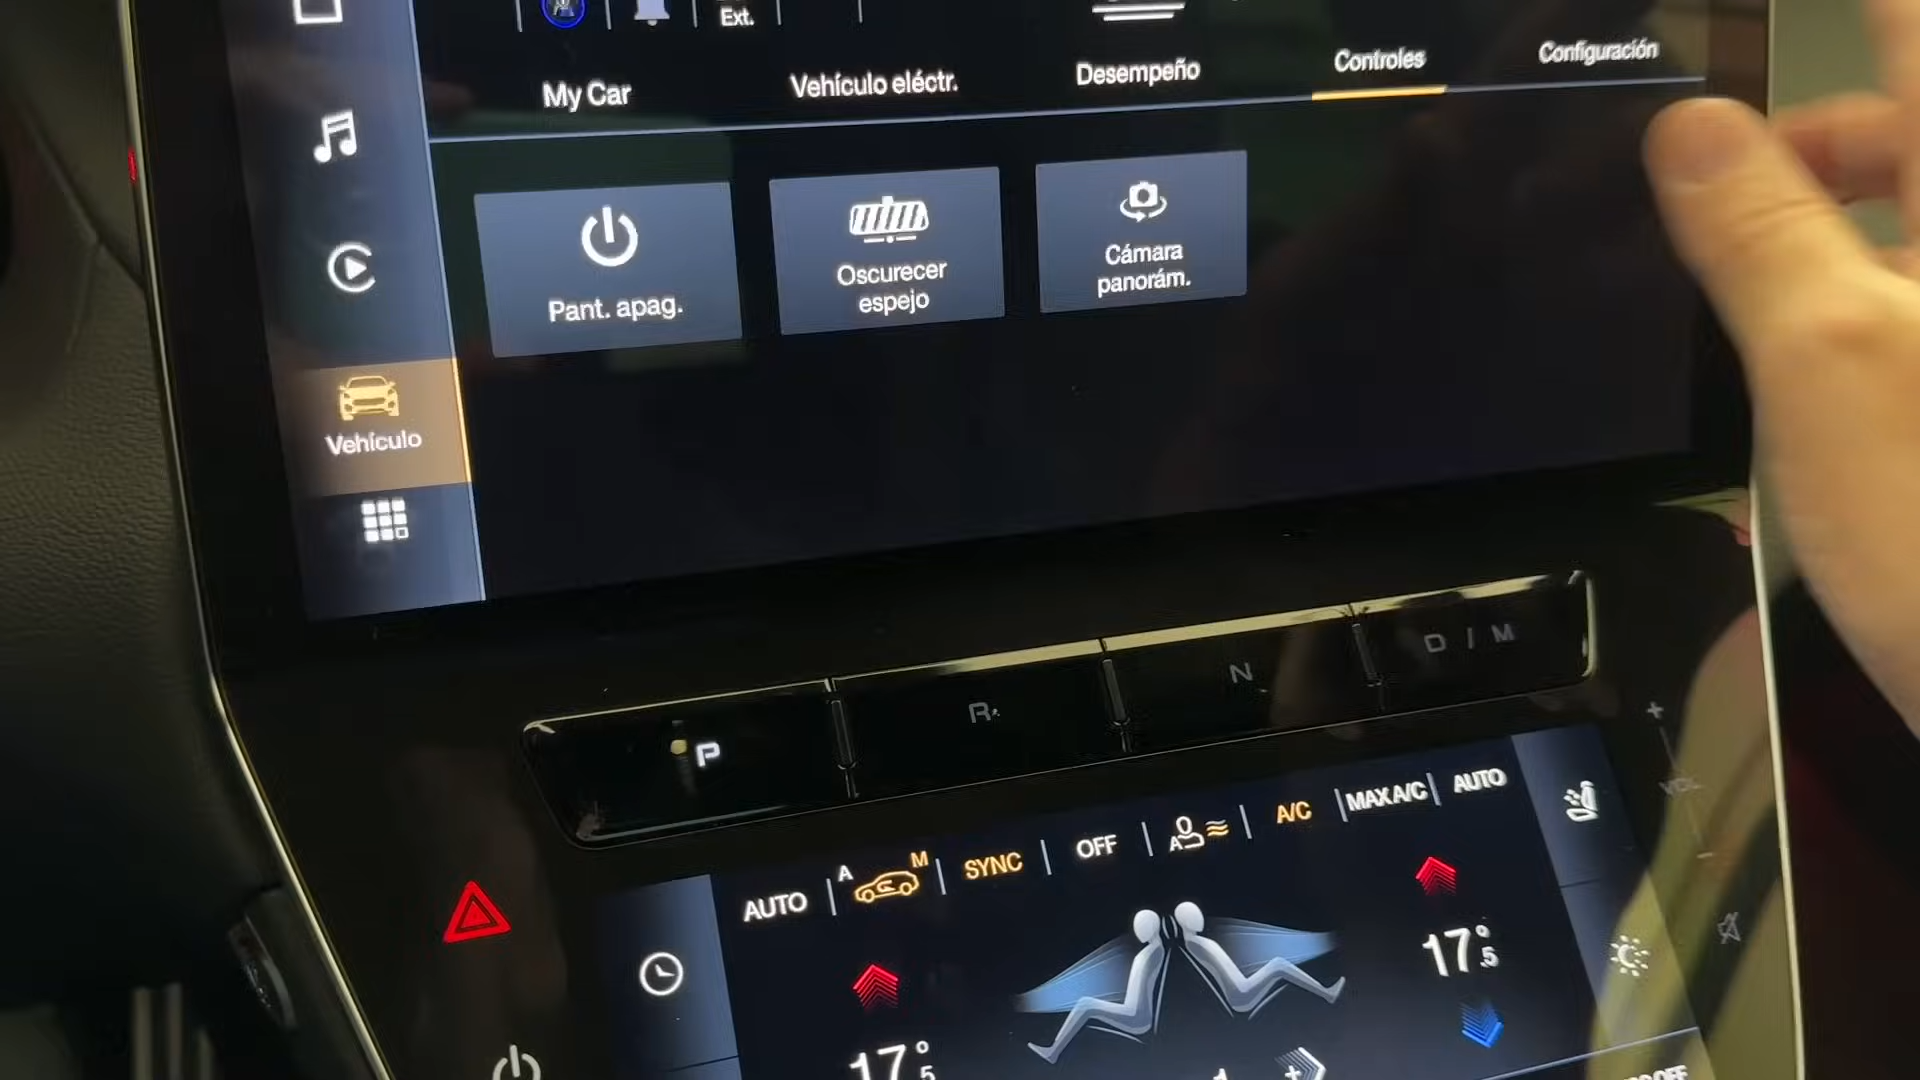 Ext.
My Car
Vehículo eléctr.
Desempeño
Controles
Configuración
Pant. apag.
Oscurecer
espejo
Cámara
panorám.
Vehículo
P
R
N
D / M
+
VOL
-
AUTO
A
M
SYNC
OFF
A
A/C
MAX A/C
AUTO
17°5
17°5